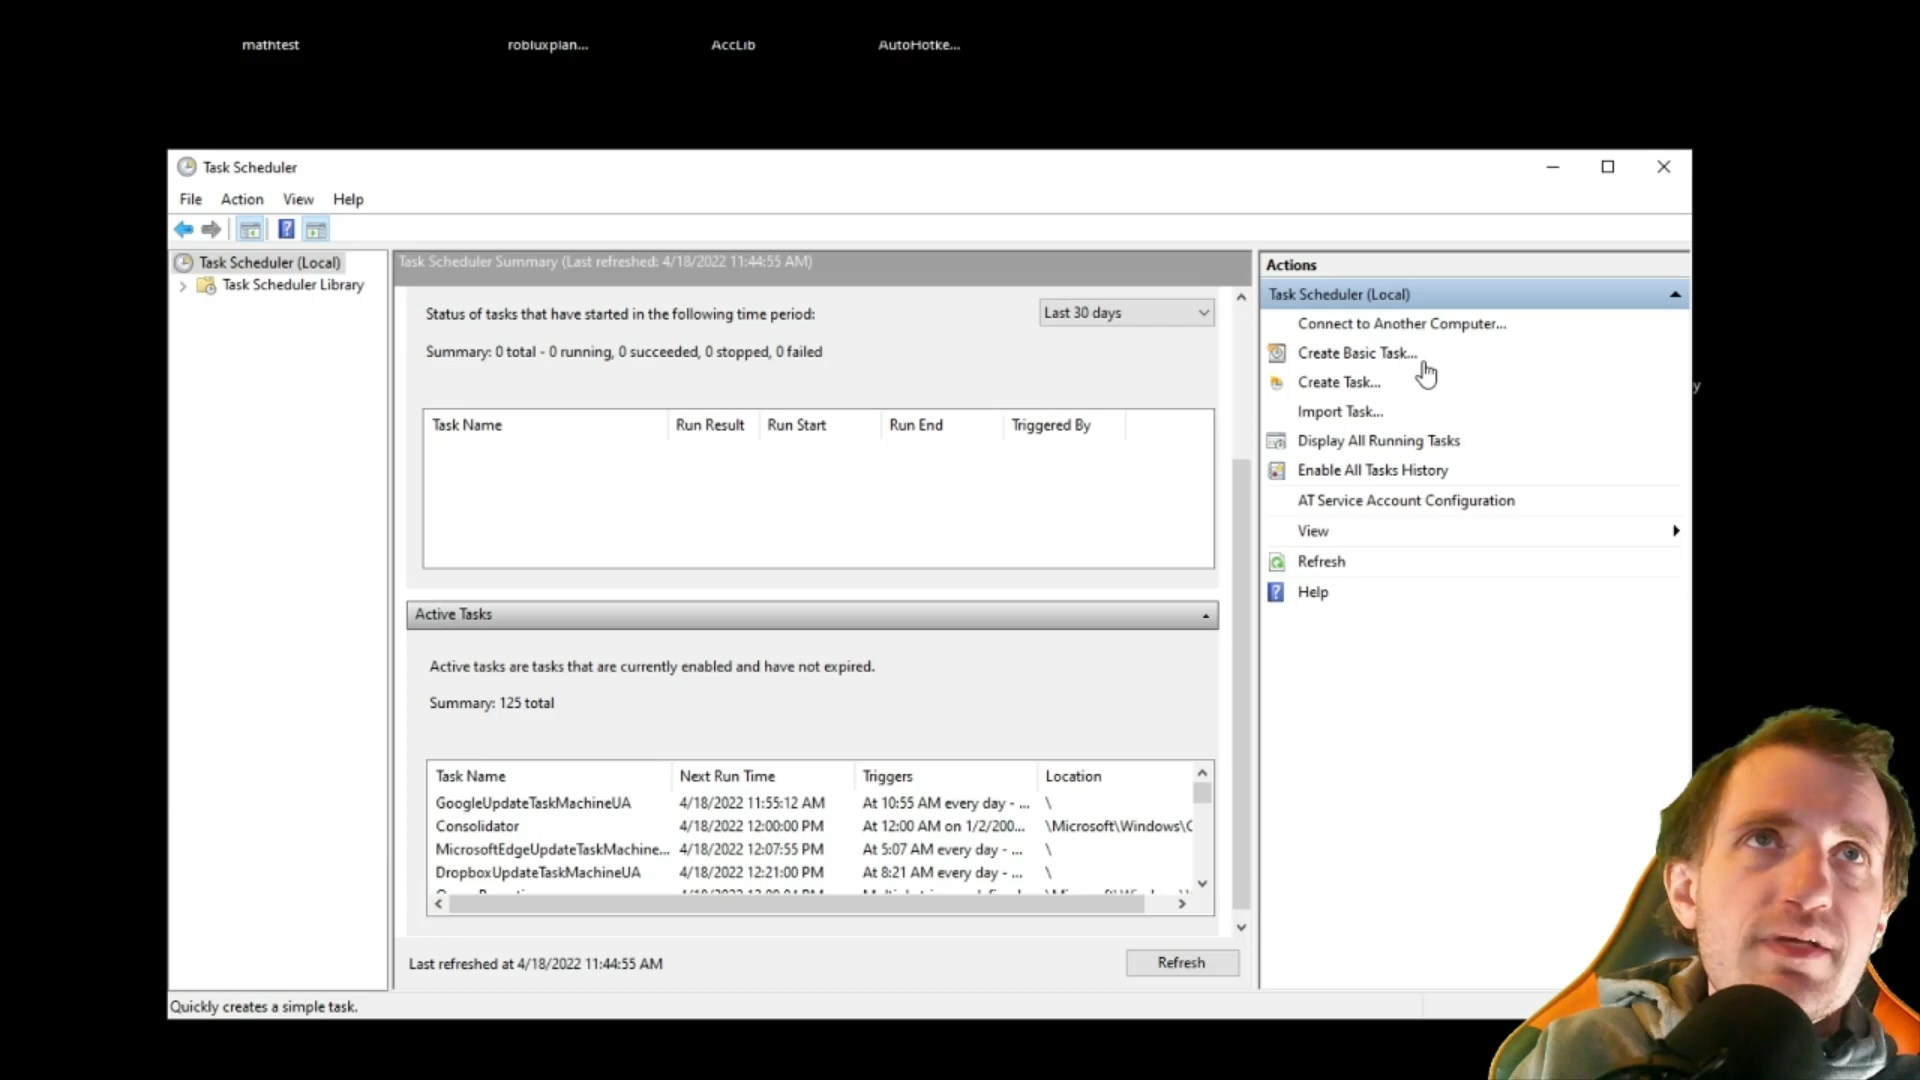 mathtest
robluxplan...
AccLib
AutoHotke...
Task Scheduler
File Action View Help
Task Scheduler (Local)
Task Scheduler Library
Task Scheduler Summary (Last refreshed: 4/18/2022 11:44:55 AM)
Status of tasks that have started in the following time period:
Last 30 days
Summary: 0 total - 0 running, 0 succeeded, 0 stopped, 0 failed
Task Name Run Result Run Start Run End Triggered By
Active Tasks
Active tasks are tasks that are currently enabled and have not expired.
Summary: 125 total
Task Name Next Run Time Triggers Location
GoogleUpdateTaskMachineUA 4/18/2022 11:55:12 AM At 10:55 AM every day - ... \
Consolidator 4/18/2022 12:00:00 PM At 12:00 AM on 1/2/200... \Microsoft\Windows\C
MicrosoftEdgeUpdateTaskMachine... 4/18/2022 12:07:55 PM At 5:07 AM every day - ... \
DropboxUpdateTaskMachineUA 4/18/2022 12:21:00 PM At 8:21 AM every day - ... \
Last refreshed at 4/18/2022 11:44:55 AM
Refresh
Actions
Task Scheduler (Local)
Connect to Another Computer...
Create Basic Task...
Create Task...
Import Task...
Display All Running Tasks
Enable All Tasks History
AT Service Account Configuration
View
Refresh
Help
y
Quickly creates a simple task.